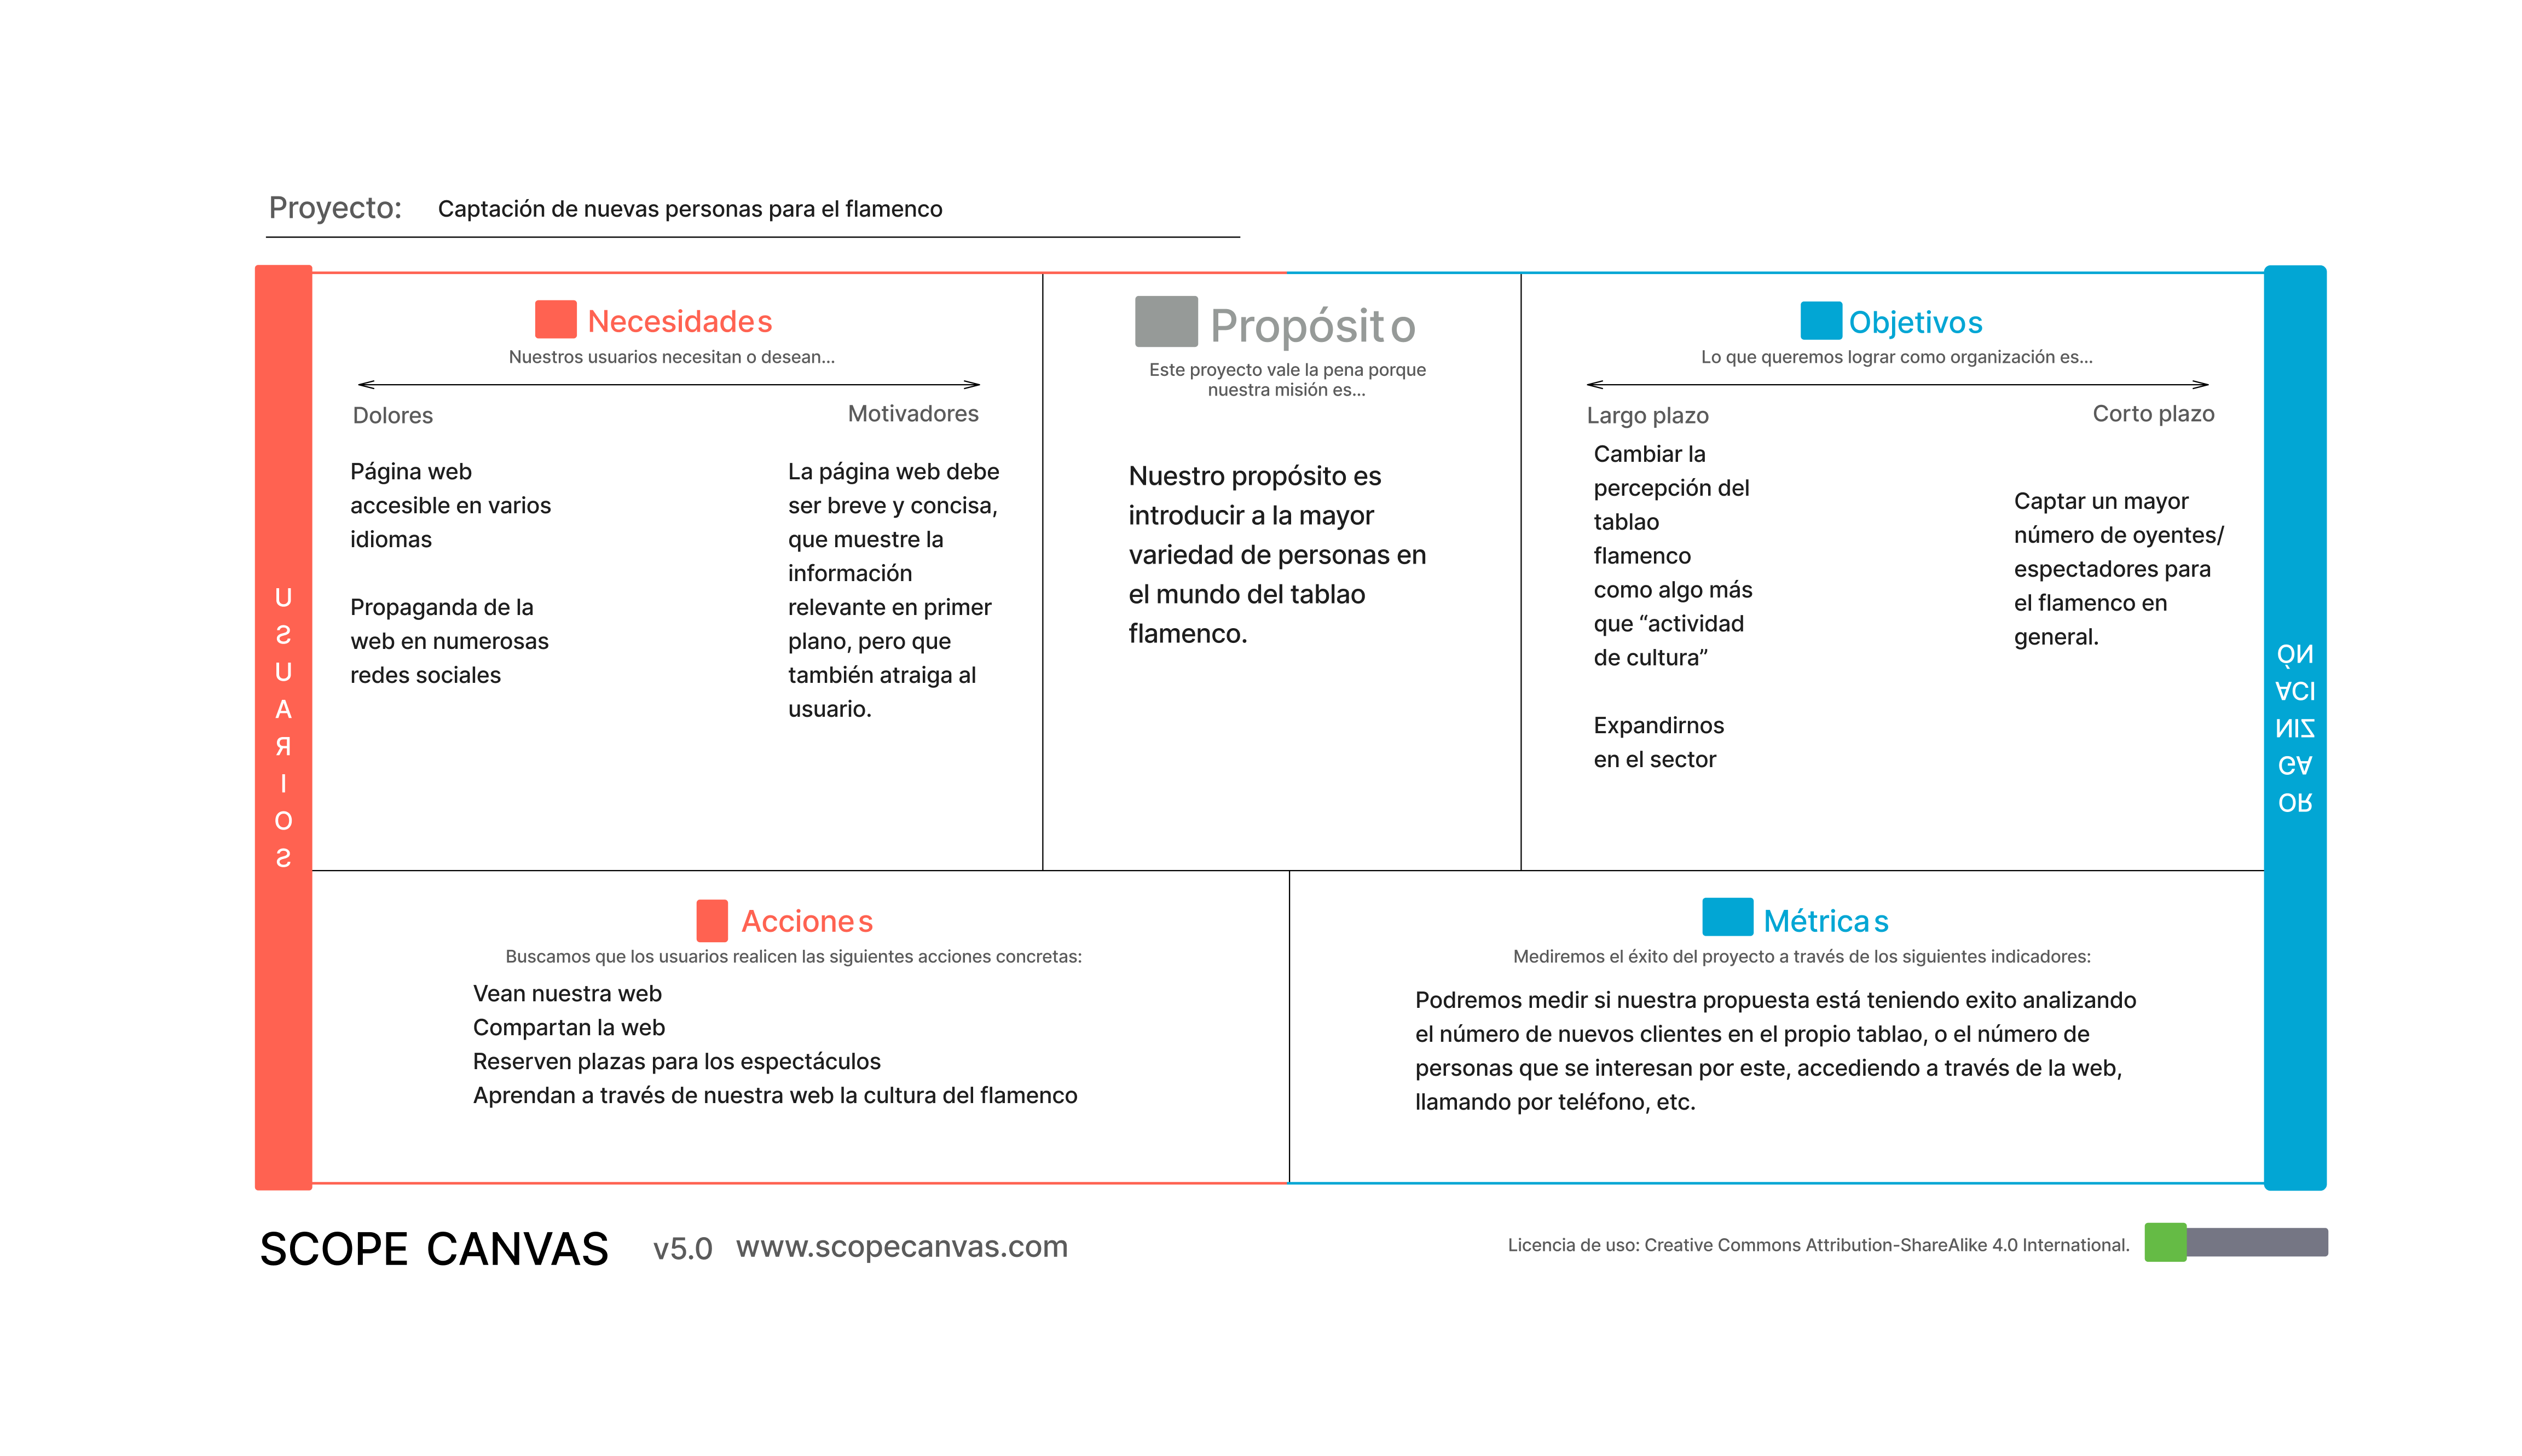 Proyecto: Captación de nuevas personas para el flamenco
USUARIOS
Necesidades
Nuestros usuarios necesitan o desean...
Dolores
Motivadores
Página web
accesible en varios
idiomas
Propaganda de la
web en numerosas
redes sociales
La página web debe
ser breve y concisa,
que muestre la
información
relevante en primer
plano, pero que
también atraiga al
usuario.
Propósito
Este proyecto vale la pena porque
nuestra misión es...
Nuestro propósito es
introducir a la mayor
variedad de personas en
el mundo del tablao
flamenco.
Objetivos
Lo que queremos lograr como organización es...
Largo plazo
Corto plazo
Cambiar la
percepción del
tablao
flamenco
como algo más
que “actividad
de cultura”
Expandirnos
en el sector
Captar un mayor
número de oyentes/
espectadores para
el flamenco en
general.
ORGANIZACIÓN
Acciones
Buscamos que los usuarios realicen las siguientes acciones concretas:
Vean nuestra web
Compartan la web
Reserven plazas para los espectáculos
Aprendan a través de nuestra web la cultura del flamenco
Métricas
Mediremos el éxito del proyecto a través de los siguientes indicadores:
Podremos medir si nuestra propuesta está teniendo exito analizando
el número de nuevos clientes en el propio tablao, o el número de
personas que se interesan por este, accediendo a través de la web,
llamando por teléfono, etc.
SCOPE CANVAS v5.0 www.scopecanvas.com
Licencia de uso: Creative Commons Attribution-ShareAlike 4.0 International.